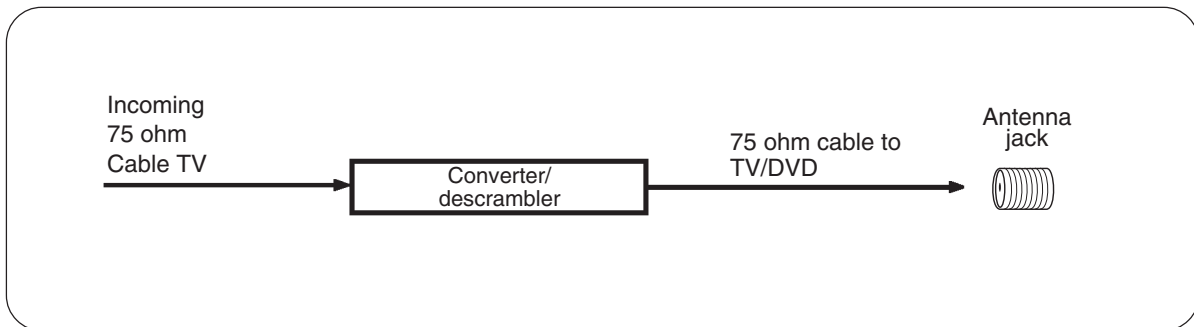 Incoming
75 ohm
Cable TV
Converter/
descrambler
75 ohm cable to
TV/DVD
Antenna
jack